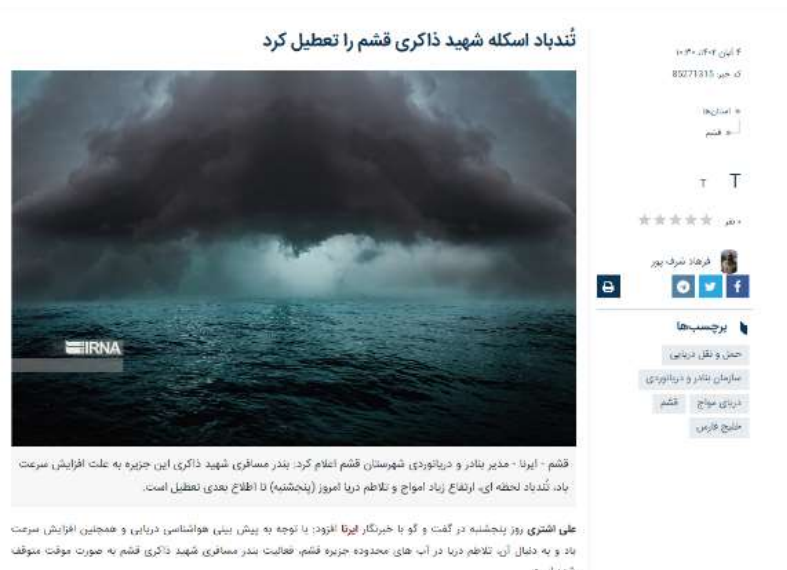 تُندباد اسکله شهید ذاکری قشم را تعطیل کرد
IRNA
قشم - ایرنا - مدیر بنادر و دریانوردی شهرستان قشم اعلام کرد: بندر مسافری شهید ذاکری این جزیره به علت افزایش سرعت
باد، تُندباد لحظه ای، ارتفاع زیاد امواج و تلاطم دریا امروز (پنجشنبه) تا اطلاع بعدی تعطیل است.
علی اشتری روز پنجشنبه در گفت و گو با خبرنگار ایرنا افزود: با توجه به پیش بینی هواشناسی دریایی و همچنین افزایش سرعت
باد و به دنبال آن، تلاطم دریا در آب های محدوده جزیره قشم، فعالیت بندر مسافری شهید ذاکری قشم به صورت موقت متوقف
۴ آبان ۱۴۰۲، ۱۰:۳۰
کد خبر: 85271315
استان‌ها
قشم
T T
۰ نفر
فرهاد شرف پور
برچسب‌ها
حمل و نقل دریایی
سازمان بنادر و دریانوردی
دریای مواج قشم
خلیج فارس